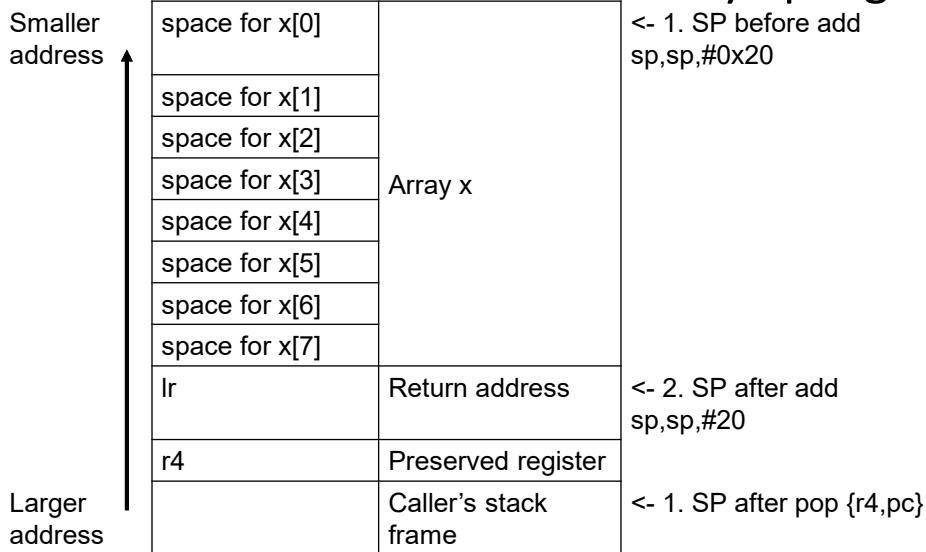 Smaller
address
space for x[0]
<- 1. SP before add
sp,sp,#0x20
space for x[1]
space for x[2]
space for x[3]
space for x[4]
space for x[5]
space for x[6]
space for x[7]
Array x
lr
Return address
<- 2. SP after add
sp,sp,#20
r4
Preserved register
Larger
address
Caller's stack
frame
<- 1. SP after pop {r4,pc}